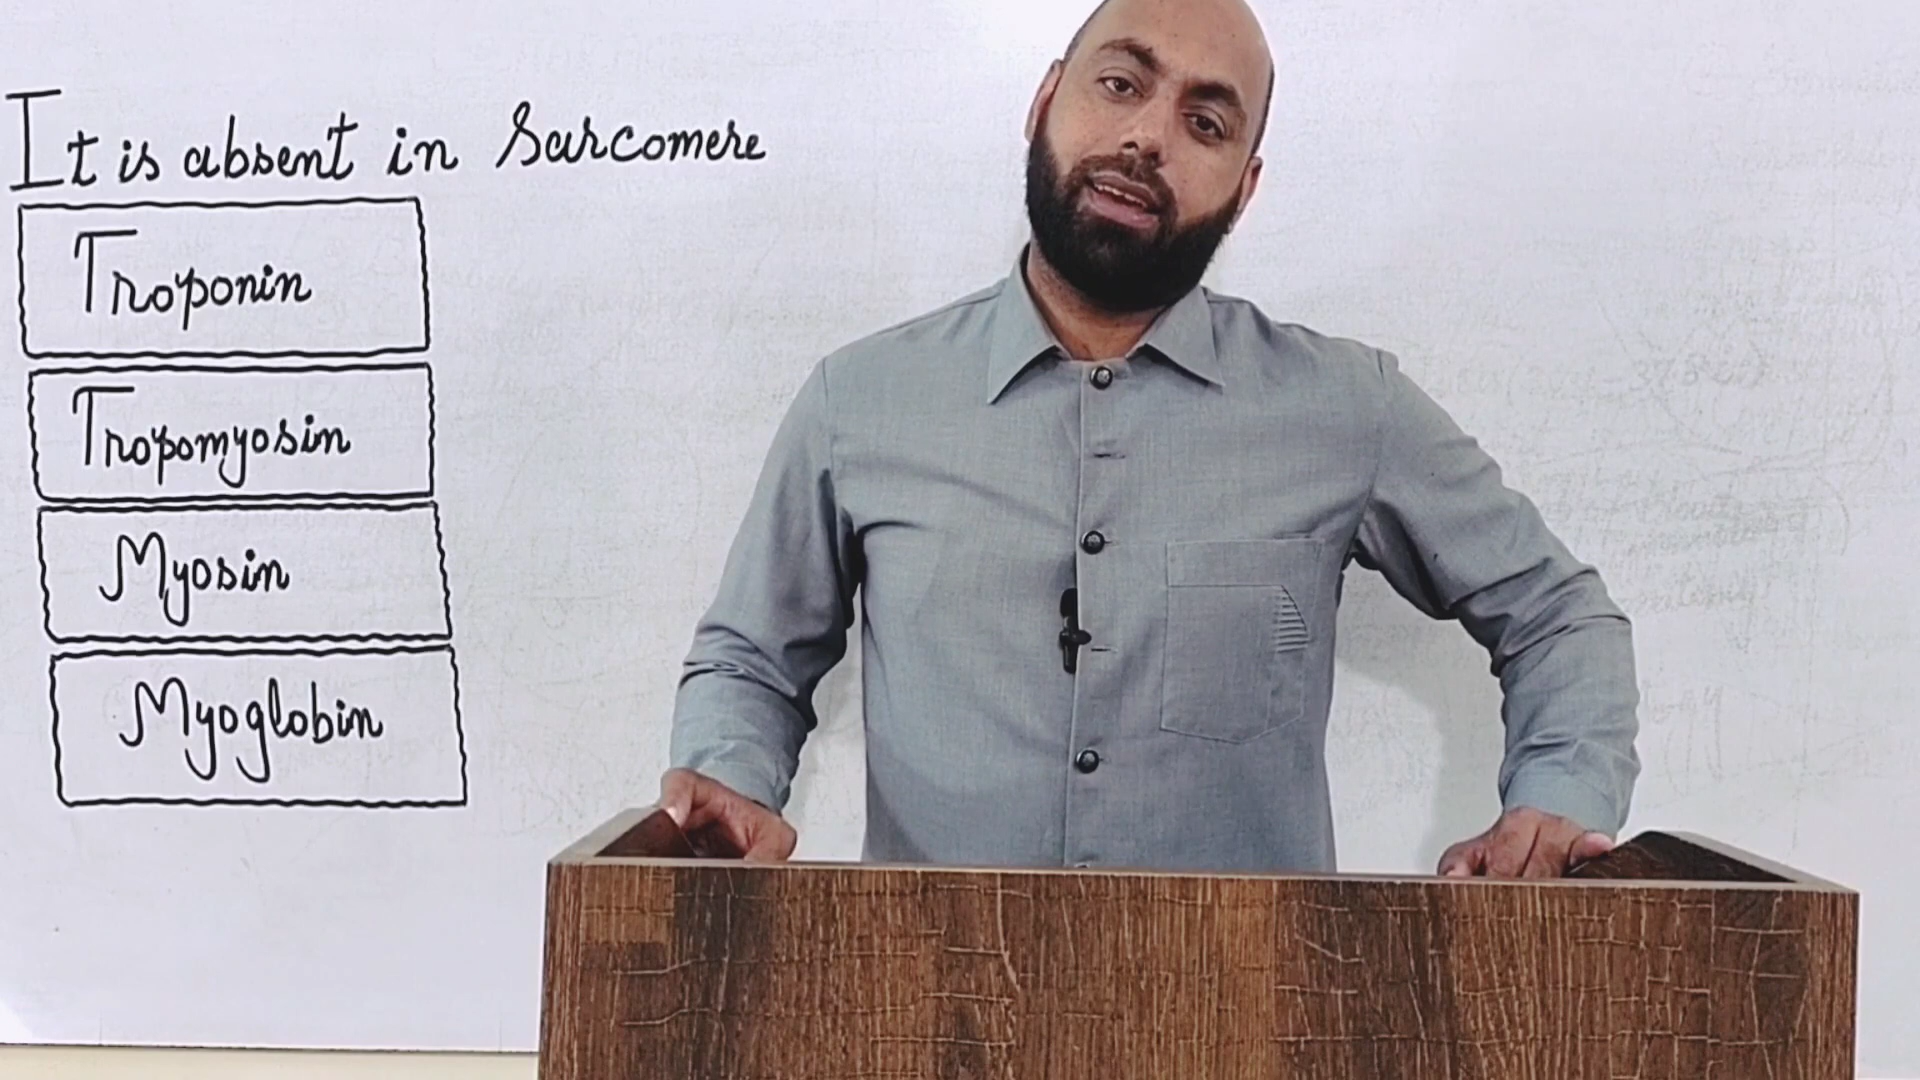 It is absent in Sarcomere
Troponin
Tropomyosin
Myosin
Myoglobin